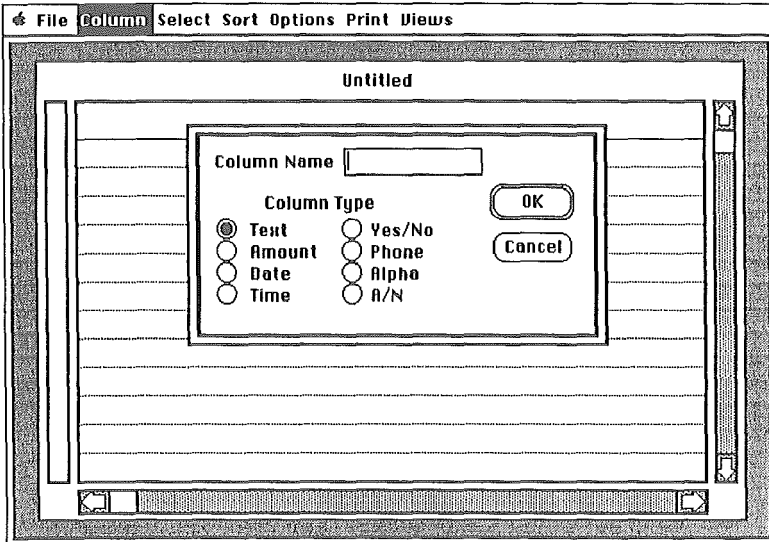 File Column Select Sort Options Print Views
Untitled
Column Name
Column Type
OK
Text Yes/No
Amount Phone
Cancel
Date Alpha
Time A/N